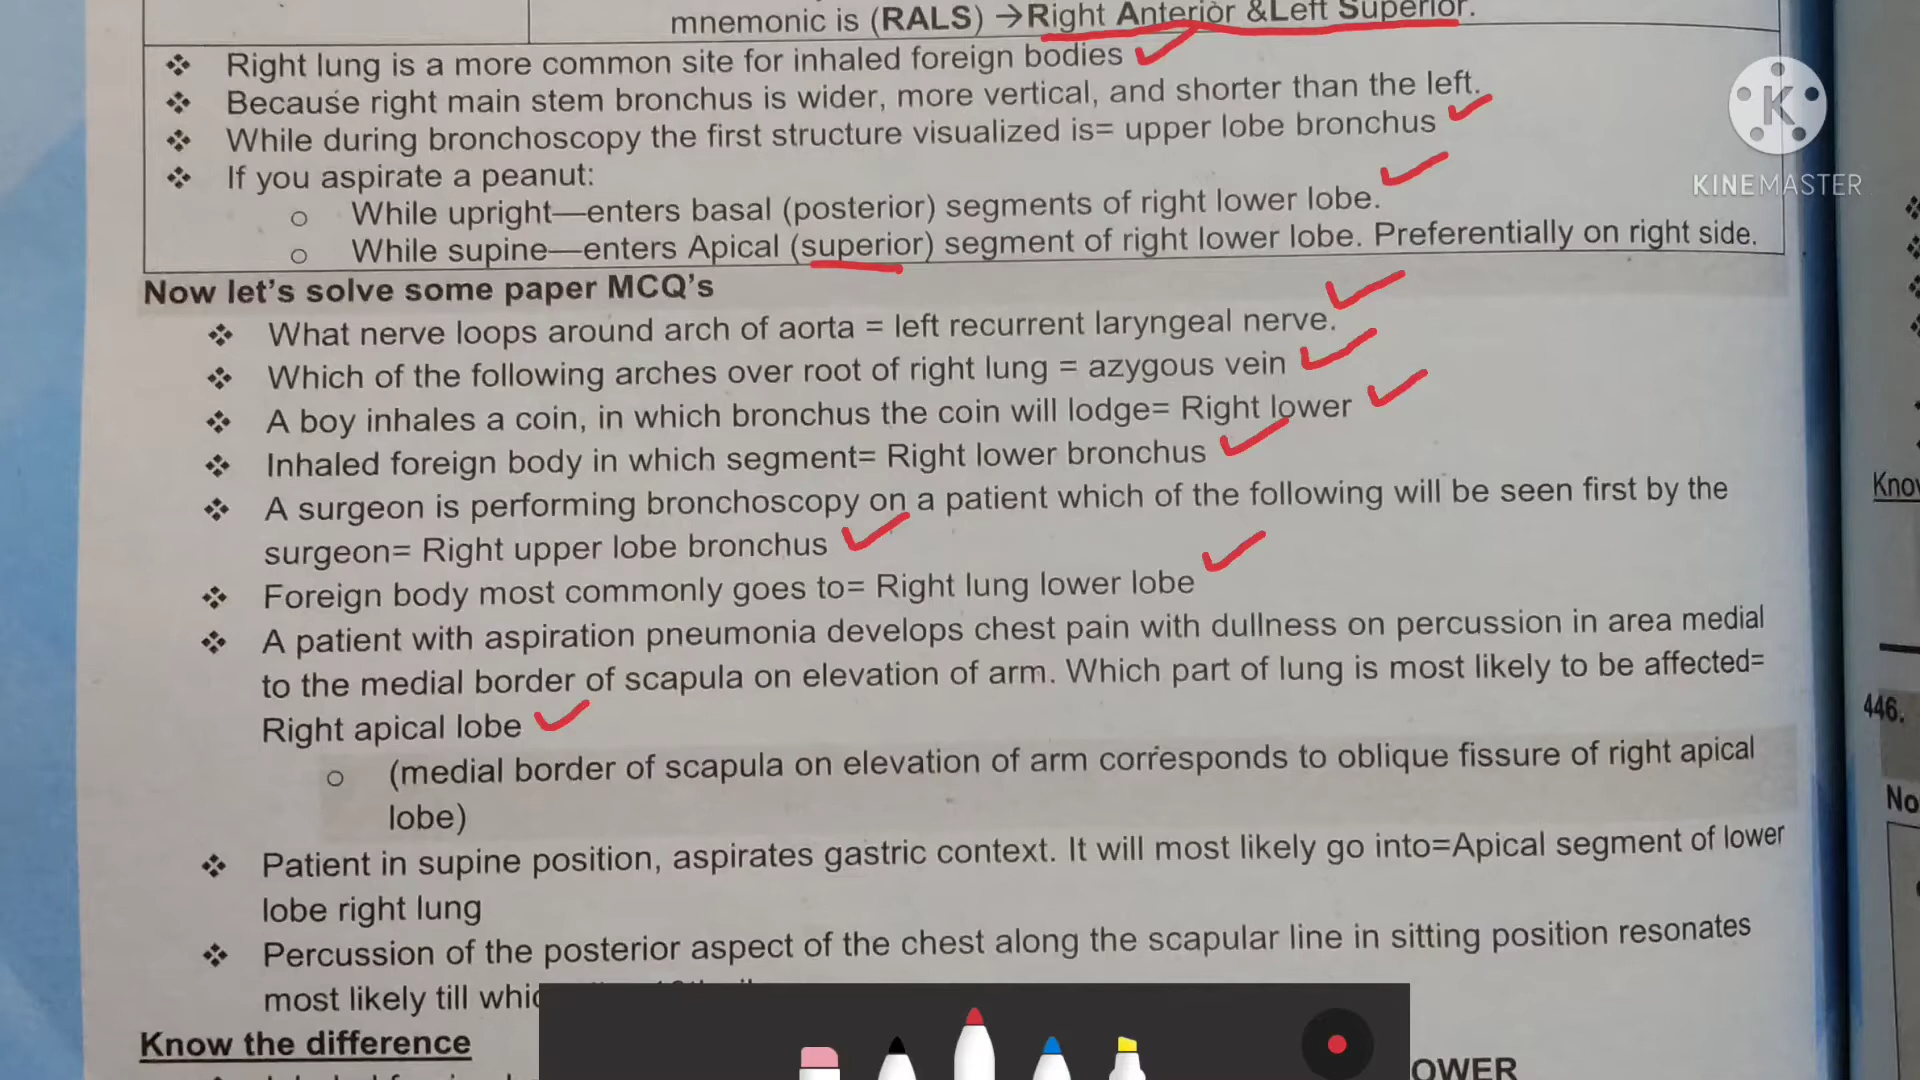 mnemonic is (RALS) →Right Anterior &Left Superior.
❖ Right lung is a more common site for inhaled foreign bodies
❖ Because right main stem bronchus is wider, more vertical, and shorter than the left.
❖ While during bronchoscopy the first structure visualized is= upper lobe bronchus
❖ If you aspirate a peanut:
o While upright—enters basal (posterior) segments of right lower lobe.
o While supine—enters Apical (superior) segment of right lower lobe. Preferentially on right side.
Now let's solve some paper MCQ's
❖ What nerve loops around arch of aorta = left recurrent laryngeal nerve.
❖ Which of the following arches over root of right lung = azygous vein
❖ A boy inhales a coin, in which bronchus the coin will lodge= Right lower
❖ Inhaled foreign body in which segment= Right lower bronchus
❖ A surgeon is performing bronchoscopy on a patient which of the following will be seen first by the
surgeon= Right upper lobe bronchus
❖ Foreign body most commonly goes to= Right lung lower lobe
❖ A patient with aspiration pneumonia develops chest pain with dullness on percussion in area medial
to the medial border of scapula on elevation of arm. Which part of lung is most likely to be affected=
Right apical lobe
o (medial border of scapula on elevation of arm corresponds to oblique fissure of right apical
lobe)
❖ Patient in supine position, aspirates gastric context. It will most likely go into=Apical segment of lower
lobe right lung
❖ Percussion of the posterior aspect of the chest along the scapular line in sitting position resonates
most likely till
Know the difference
OWER
K
KINEMASTER
446.
No